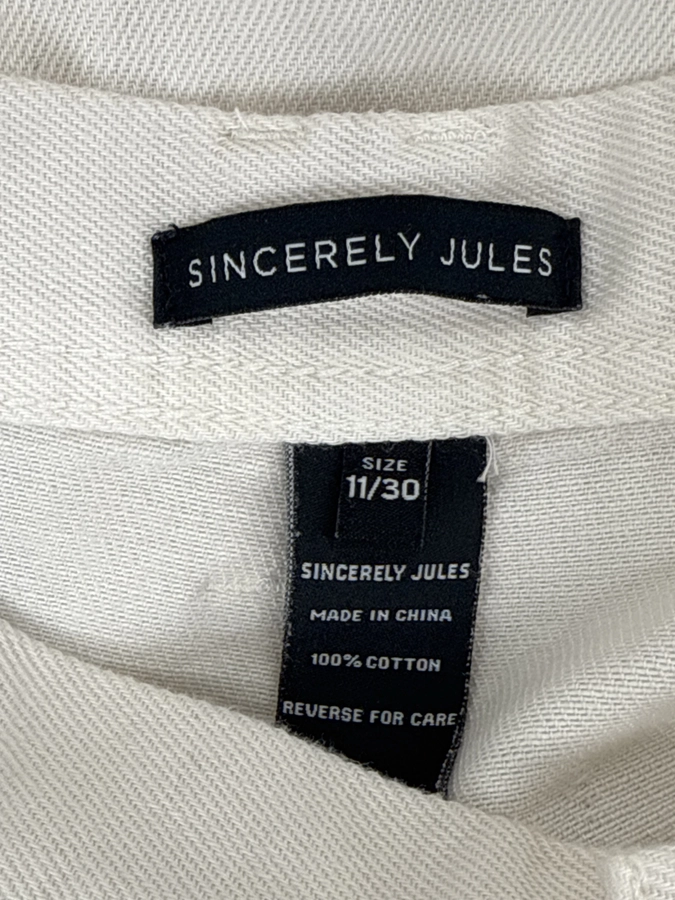 SINCERELY JULES
SIZE
11/30
SINCERELY JULES
MADE IN CHINA
100% COTTON
REVERSE FOR CARE